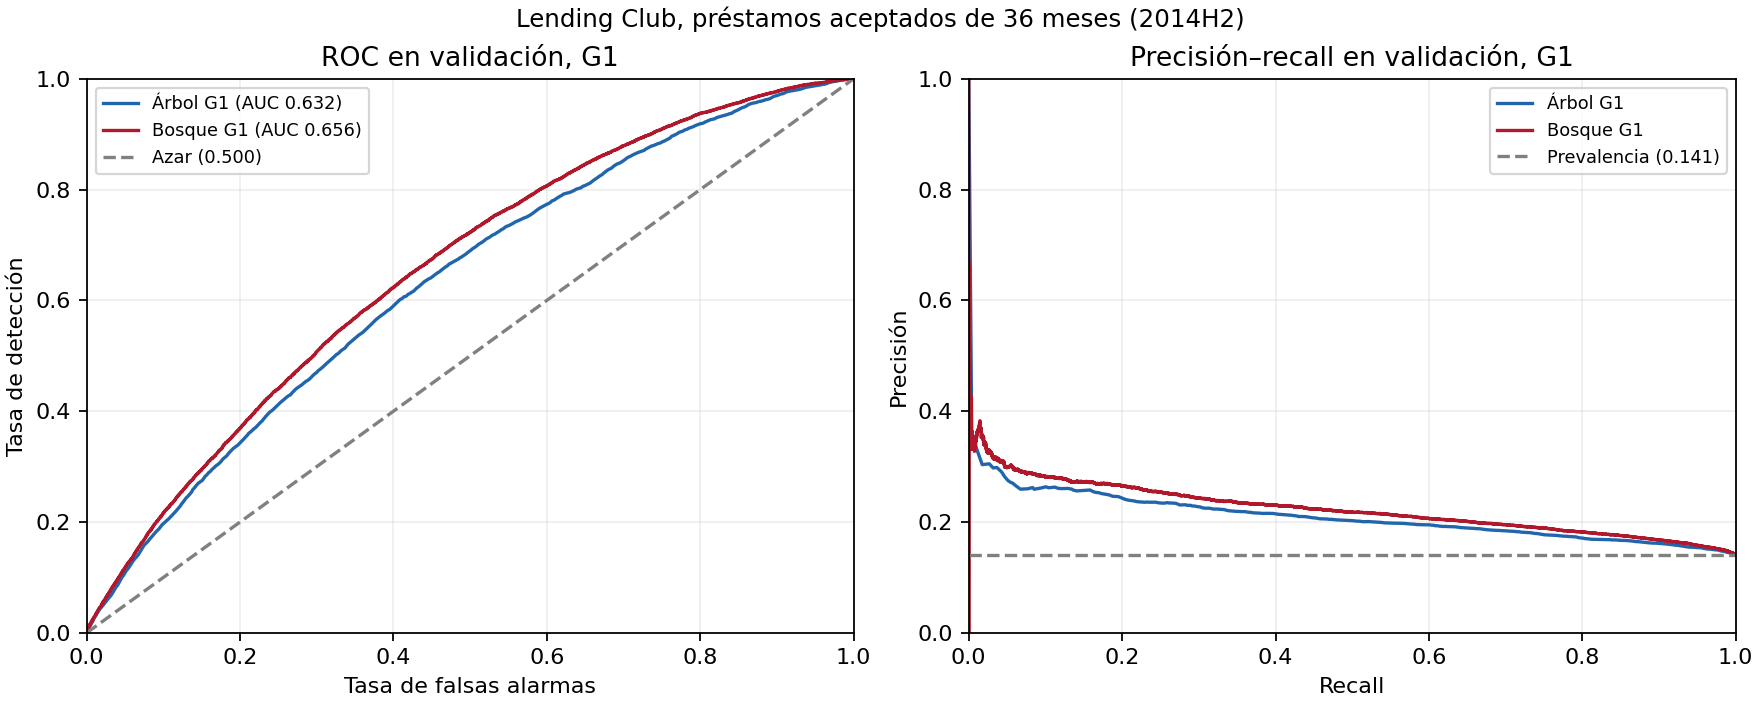 Lending Club, préstamos aceptados de 36 meses (2014H2)
ROC en validación, G1
Árbol G1 (AUC 0.632)
Bosque G1 (AUC 0.656)
Azar (0.500)
Tasa de detección
1.0
0.8
0.6
0.4
0.2
0.0
0.0 0.2 0.4 0.6 0.8 1.0
Tasa de falsas alarmas
Precisión–recall en validación, G1
Árbol G1
Bosque G1
Prevalencia (0.141)
Precisión
1.0
0.8
0.6
0.4
0.2
0.0
0.0 0.2 0.4 0.6 0.8 1.0
Recall